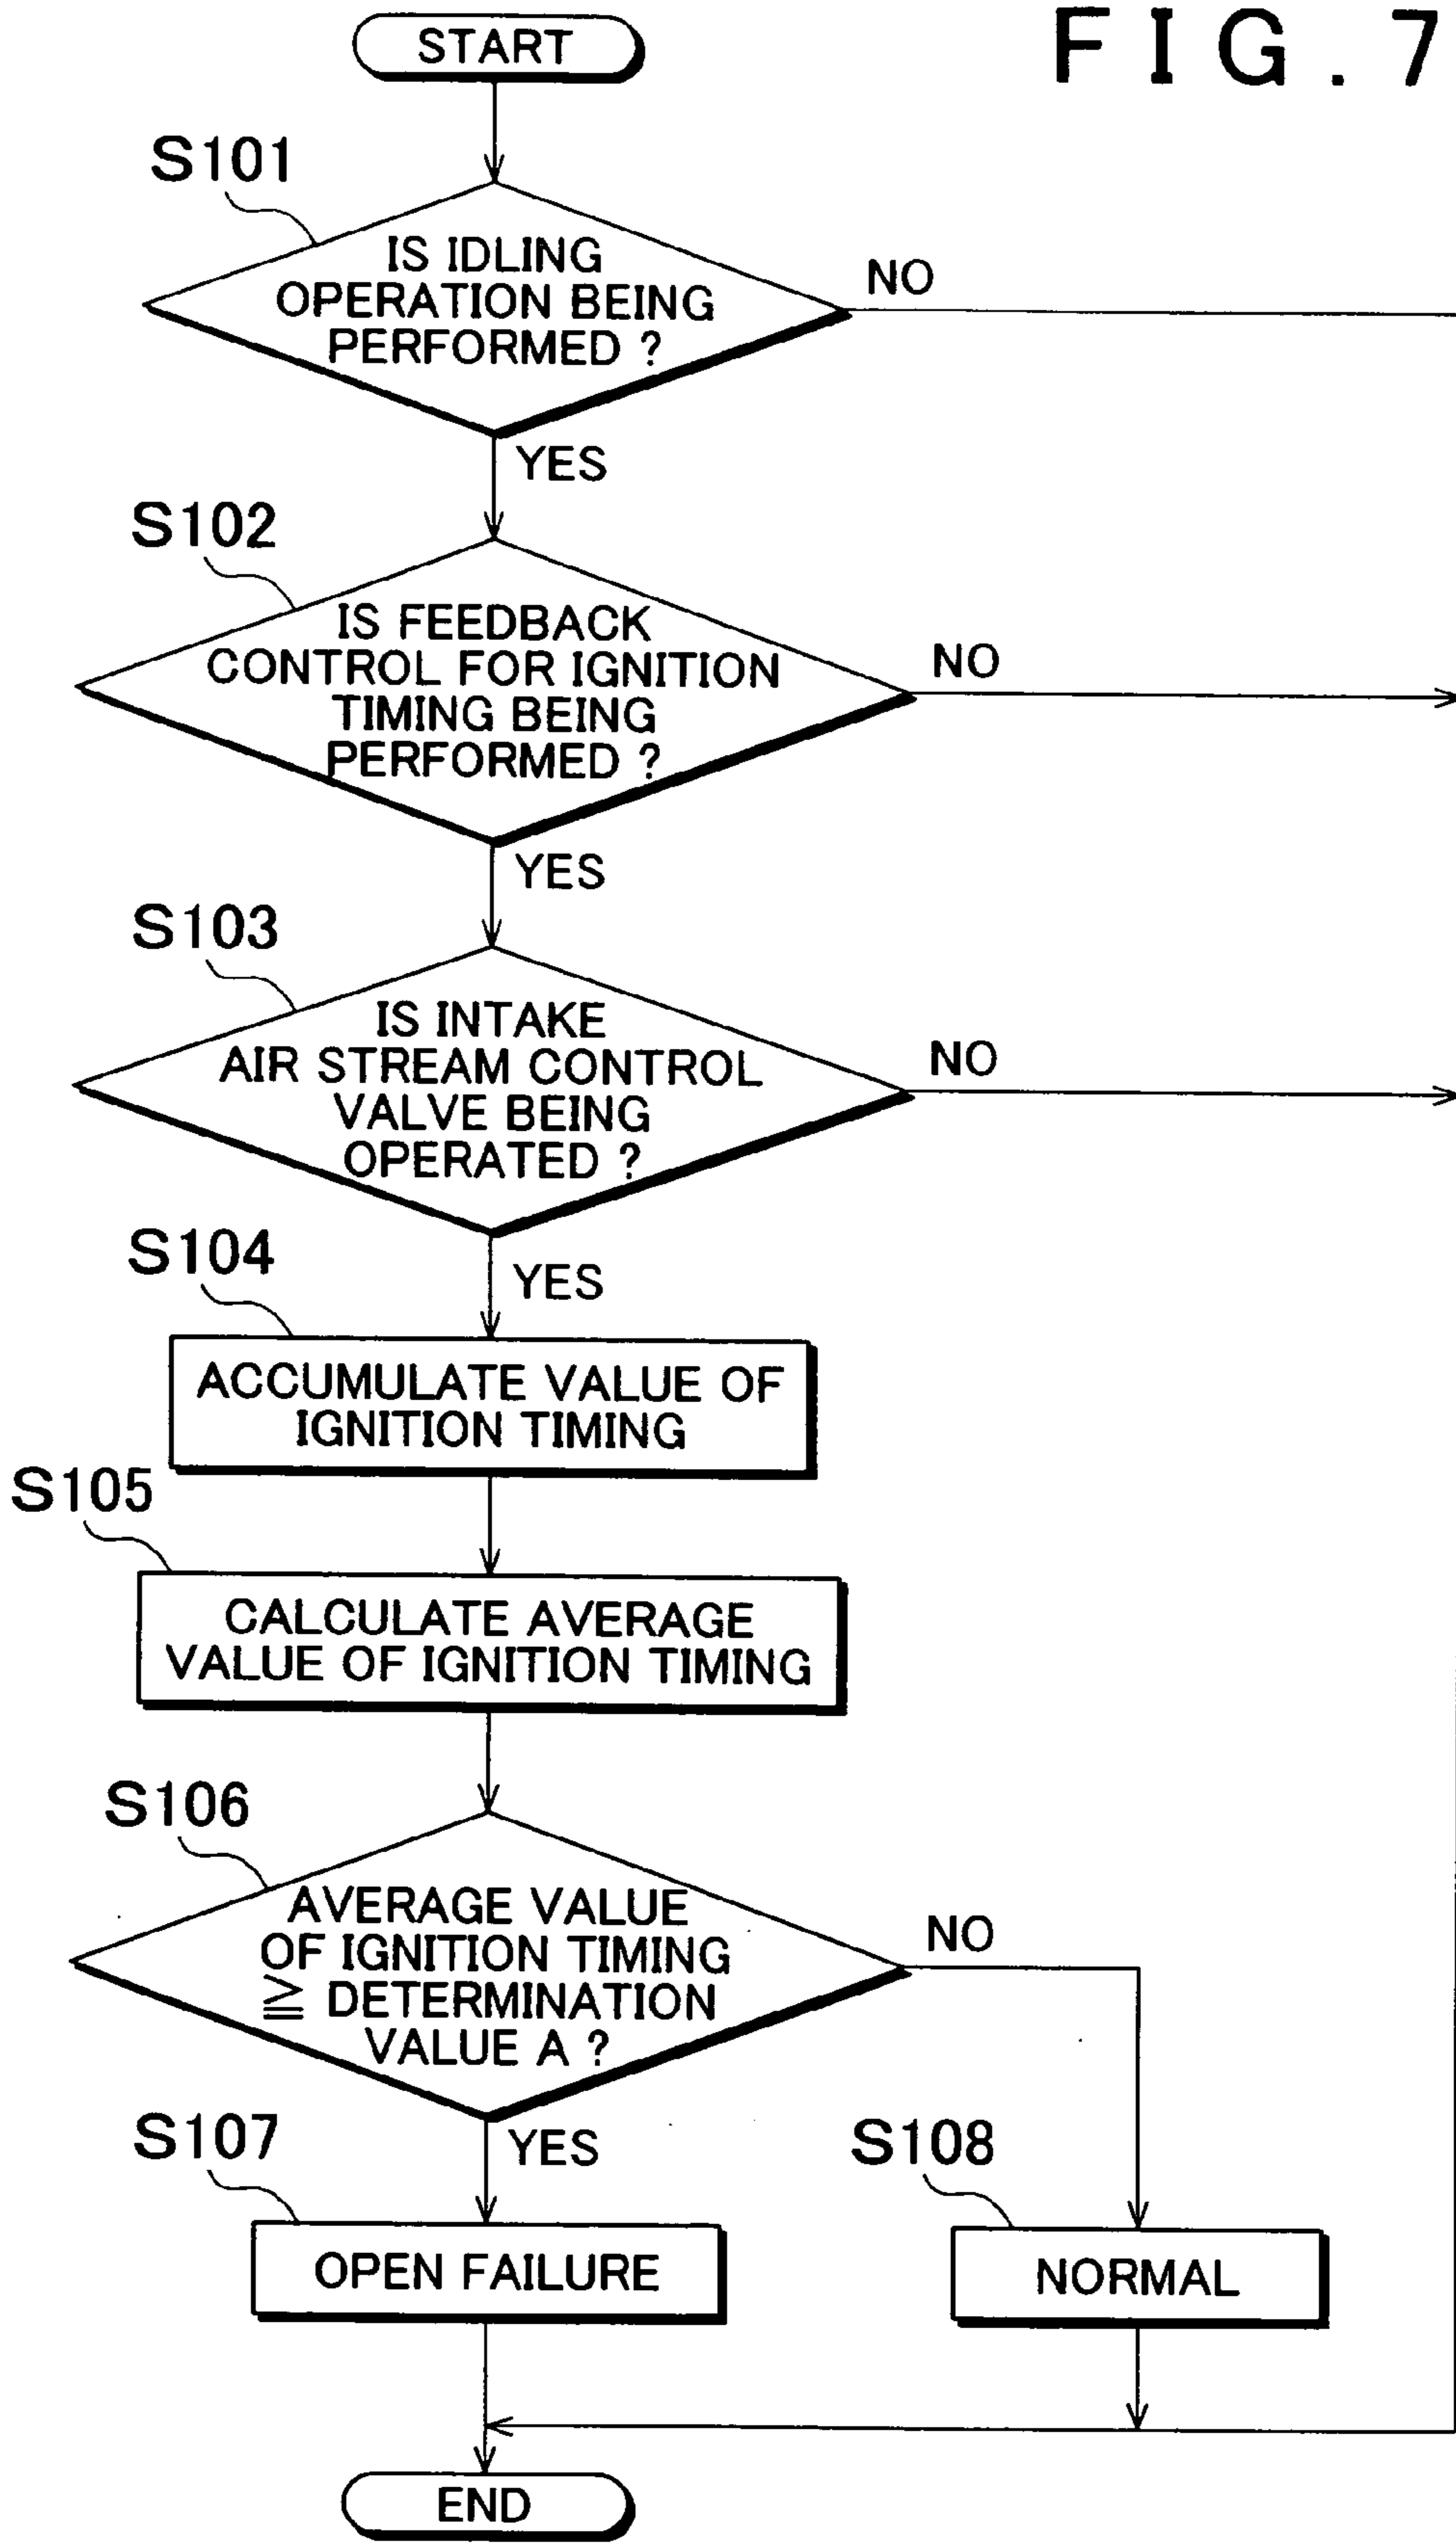 FIG. 7
START
S101
IS IDLING
OPERATION BEING
PERFORMED ?
NO
YES
S102
IS FEEDBACK
CONTROL FOR IGNITION
TIMING BEING
PERFORMED ?
NO
YES
S103
IS INTAKE
AIR STREAM CONTROL
VALVE BEING
OPERATED ?
NO
YES
S104
ACCUMULATE VALUE OF
IGNITION TIMING
S105
CALCULATE AVERAGE
VALUE OF IGNITION TIMING
S106
AVERAGE VALUE
OF IGNITION TIMING
≧ DETERMINATION
VALUE A ?
NO
YES
S107
OPEN FAILURE
S108
NORMAL
END